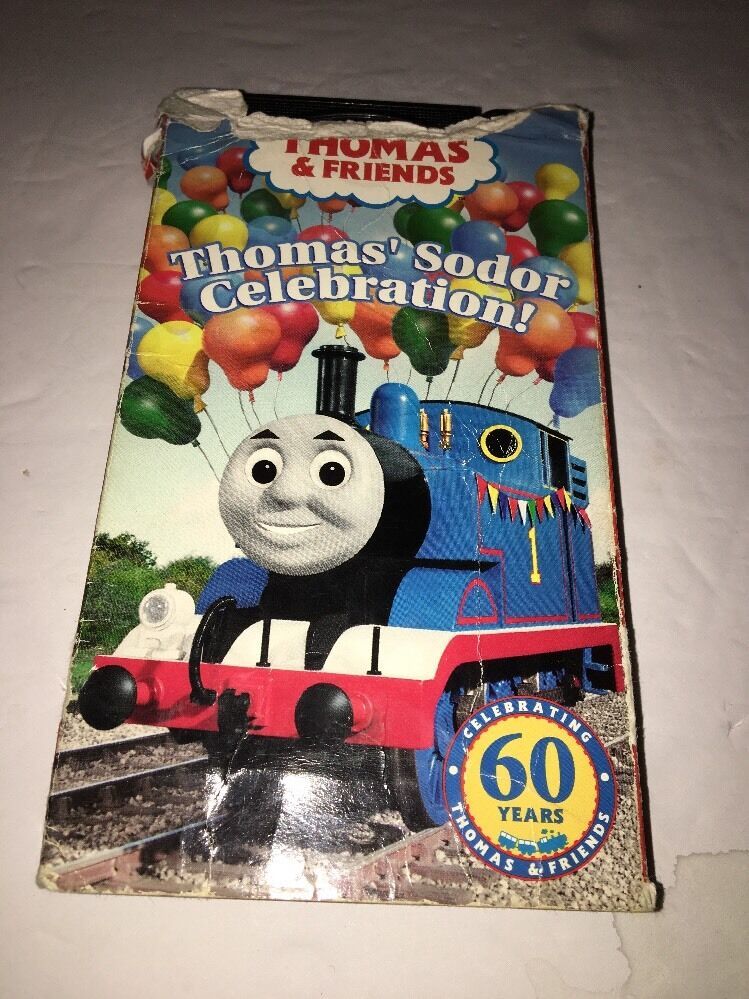 THOMAS
& FRIENDS
Thomas' Sodor
Celebration!
1
CELEBRATING
60
YEARS
THOMAS & FRIENDS